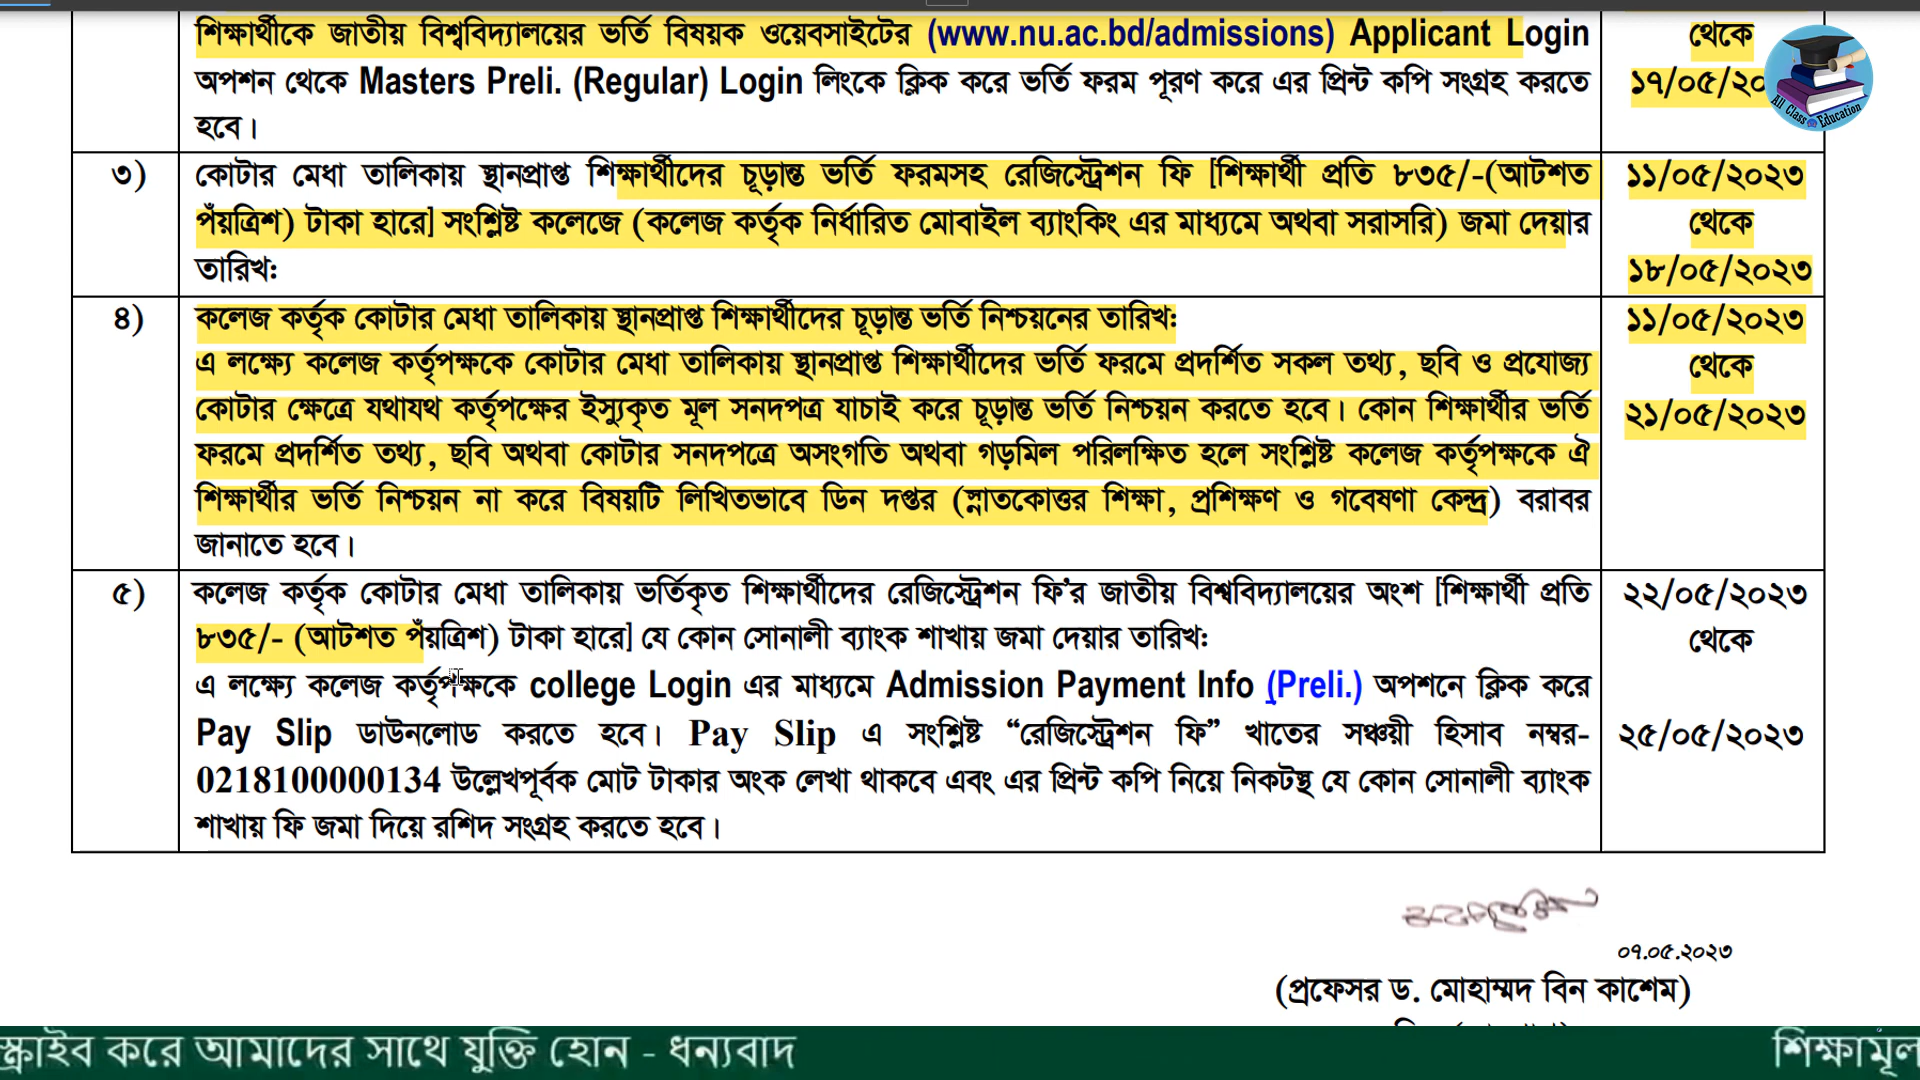 শিক্ষার্থীকে জাতীয় বিশ্ববিদ্যালয়ের ভর্তি বিষয়ক ওয়েবসাইটের (www.nu.ac.bd/admissions) Applicant Login
থেকে
অপশন থেকে Masters Preli. (Regular) Login লিংকে ক্লিক করে ভর্তি ফরম পূরণ করে এর প্রিন্ট কপি সংগ্রহ করতে
১৭/০৫/২০
হবে।
All Class Education
৩)
কোটার মেধা তালিকায় স্থানপ্রাপ্ত শিক্ষার্থীদের চূড়ান্ত ভর্তি ফরমসহ রেজিস্ট্রেশন ফি [শিক্ষার্থী প্রতি ৮৩৫/-(আটশত
পঁয়ত্রিশ) টাকা হারে] সংশ্লিষ্ট কলেজে (কলেজ কর্তৃক নির্ধারিত মোবাইল ব্যাংকিং এর মাধ্যমে অথবা সরাসরি) জমা দেয়ার
তারিখ:
১১/০৫/২০২৩
থেকে
১৮/০৫/২০২৩
৪)
কলেজ কর্তৃক কোটার মেধা তালিকায় স্থানপ্রাপ্ত শিক্ষার্থীদের চূড়ান্ত ভর্তি নিশ্চয়নের তারিখ:
এ লক্ষ্যে কলেজ কর্তৃপক্ষকে কোটার মেধা তালিকায় স্থানপ্রাপ্ত শিক্ষার্থীদের ভর্তি ফরমে প্রদর্শিত সকল তথ্য, ছবি ও প্রযোজ্য
কোটার ক্ষেত্রে যথাযথ কর্তৃপক্ষের ইস্যুকৃত মূল সনদপত্র যাচাই করে চূড়ান্ত ভর্তি নিশ্চয়ন করতে হবে। কোন শিক্ষার্থীর ভর্তি
ফরমে প্রদর্শিত তথ্য, ছবি অথবা কোটার সনদপত্রে অসংগতি অথবা গড়মিল পরিলক্ষিত হলে সংশ্লিষ্ট কলেজ কর্তৃপক্ষকে ঐ
শিক্ষার্থীর ভর্তি নিশ্চয়ন না করে বিষয়টি লিখিতভাবে ডিন দপ্তর (স্নাতকোত্তর শিক্ষা, প্রশিক্ষণ ও গবেষণা কেন্দ্র) বরাবর
জানাতে হবে।
১১/০৫/২০২৩
থেকে
২১/০৫/২০২৩
৫)
কলেজ কর্তৃক কোটার মেধা তালিকায় ভর্তিকৃত শিক্ষার্থীদের রেজিস্ট্রেশন ফি’র জাতীয় বিশ্ববিদ্যালয়ের অংশ [শিক্ষার্থী প্রতি
৮৩৫/- (আটশত পঁয়ত্রিশ) টাকা হারে] যে কোন সোনালী ব্যাংক শাখায় জমা দেয়ার তারিখ:
এ লক্ষ্যে কলেজ কর্তৃপক্ষকে college Login এর মাধ্যমে Admission Payment Info (Preli.) অপশনে ক্লিক করে
Pay Slip ডাউনলোড করতে হবে। Pay Slip এ সংশ্লিষ্ট “রেজিস্ট্রেশন ফি” খাতের সঞ্চয়ী হিসাব নম্বর-
0218100000134 উল্লেখপূর্বক মোট টাকার অংক লেখা থাকবে এবং এর প্রিন্ট কপি নিয়ে নিকটস্থ যে কোন সোনালী ব্যাংক
শাখায় ফি জমা দিয়ে রশিদ সংগ্রহ করতে হবে।
২২/০৫/২০২৩
থেকে
২৫/০৫/২০২৩
০৭.০৫.২০২৩
(প্রফেসর ড. মোহাম্মদ বিন কাশেম)
স্ক্রাইব করে আমাদের সাথে যুক্তি হোন - ধন্যবাদ
শিক্ষামূল